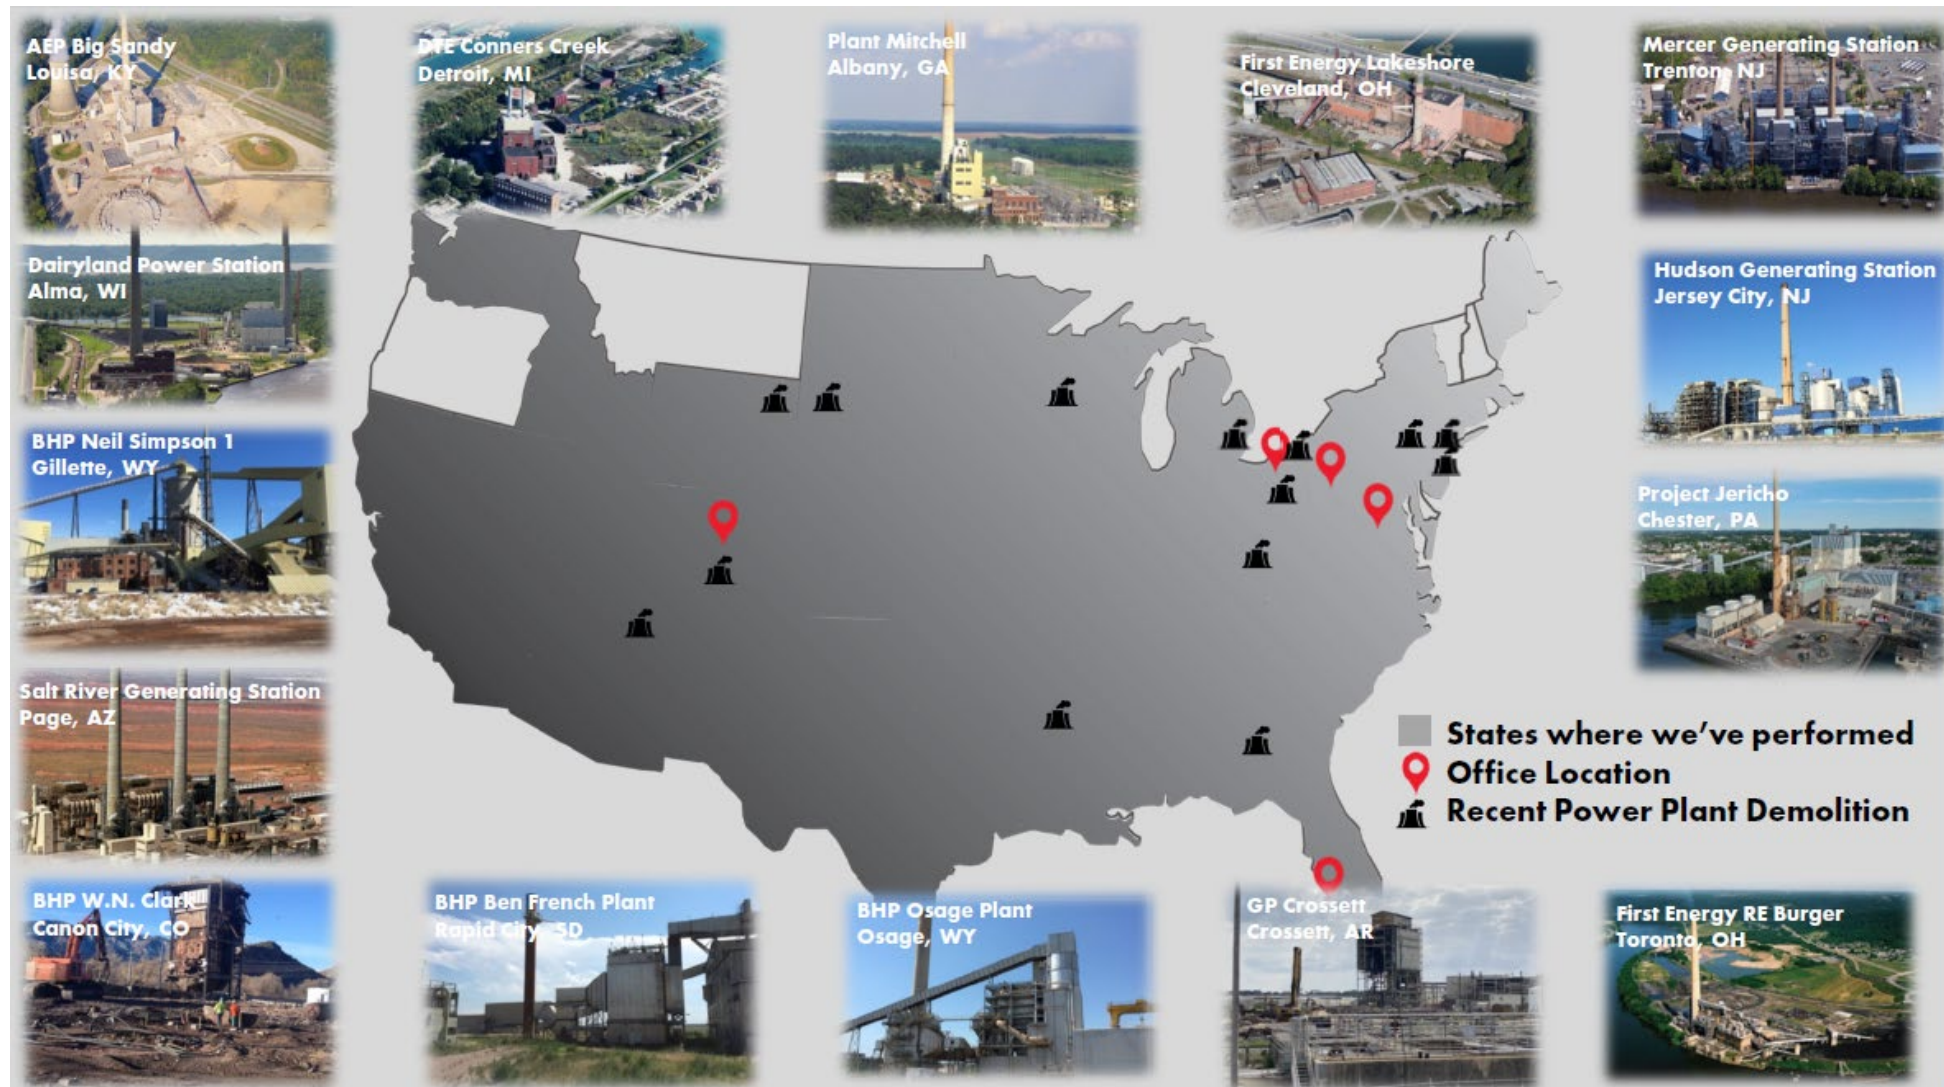 AEP Big Sandy
Louisa, KY
DTE Conners Creek
Detroit, MI
Plant Mitchell
Albany, GA
First Energy Lakeshore
Cleveland, OH
Mercer Generating Station
Trenton, NJ
Dairyland Power Station
Alma, WI
Hudson Generating Station
Jersey City, NJ
BHP Neil Simpson 1
Gillette, WY
Project Jericho
Chester, PA
Salt River Generating Station
Page, AZ
States where we've performed
Office Location
Recent Power Plant Demolition
BHP W.N. Clark
Canon City, CO
BHP Ben French Plant
Rapid City, SD
BHP Osage Plant
Osage, WY
GP Crossett
Crossett, AR
First Energy RE Burger
Toronto, OH